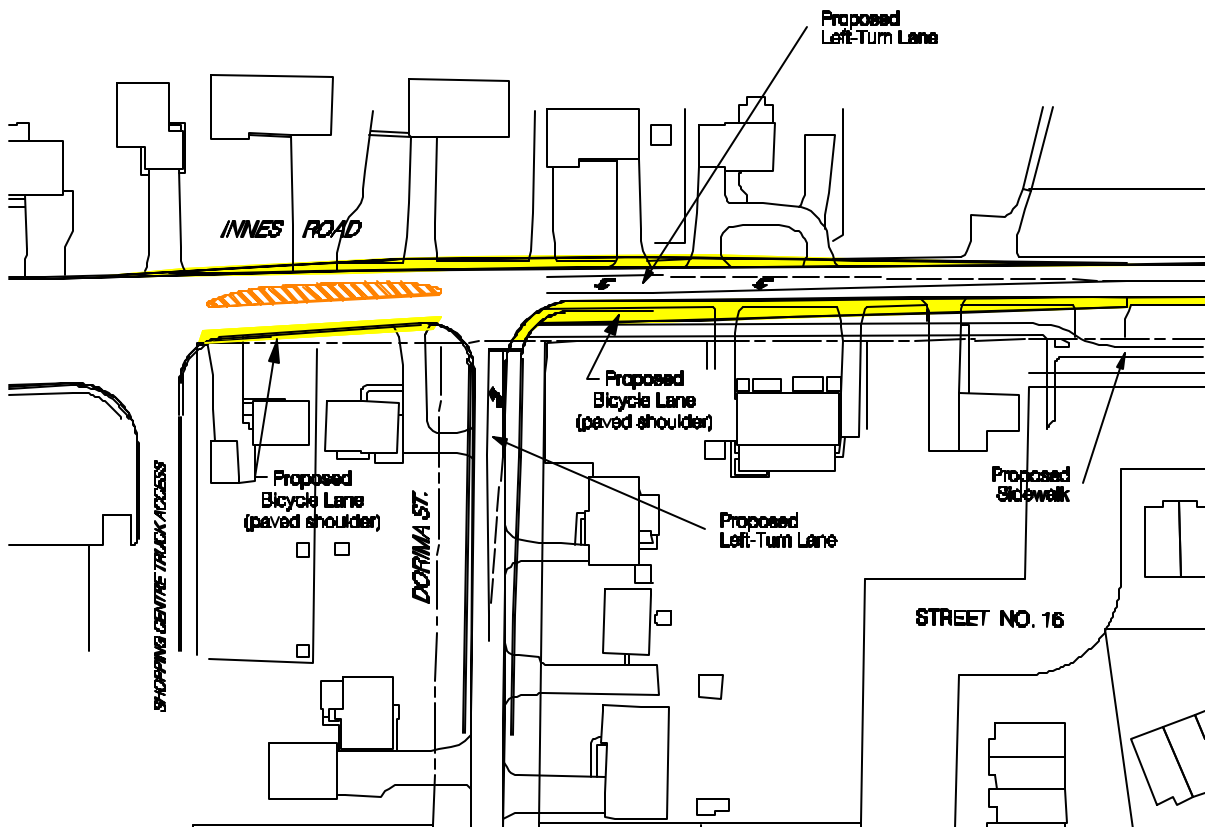 Proposed
Left-Turn Lane
INNES ROAD
Proposed
Bicycle Lane
(paved shoulder)
Proposed
Bicycle Lane
(paved shoulder)
Proposed
Sidewalk
SHOPPING CENTRE TRUCK ACCESS
DORIMA ST.
Proposed
Left-Turn Lane
STREET NO. 16